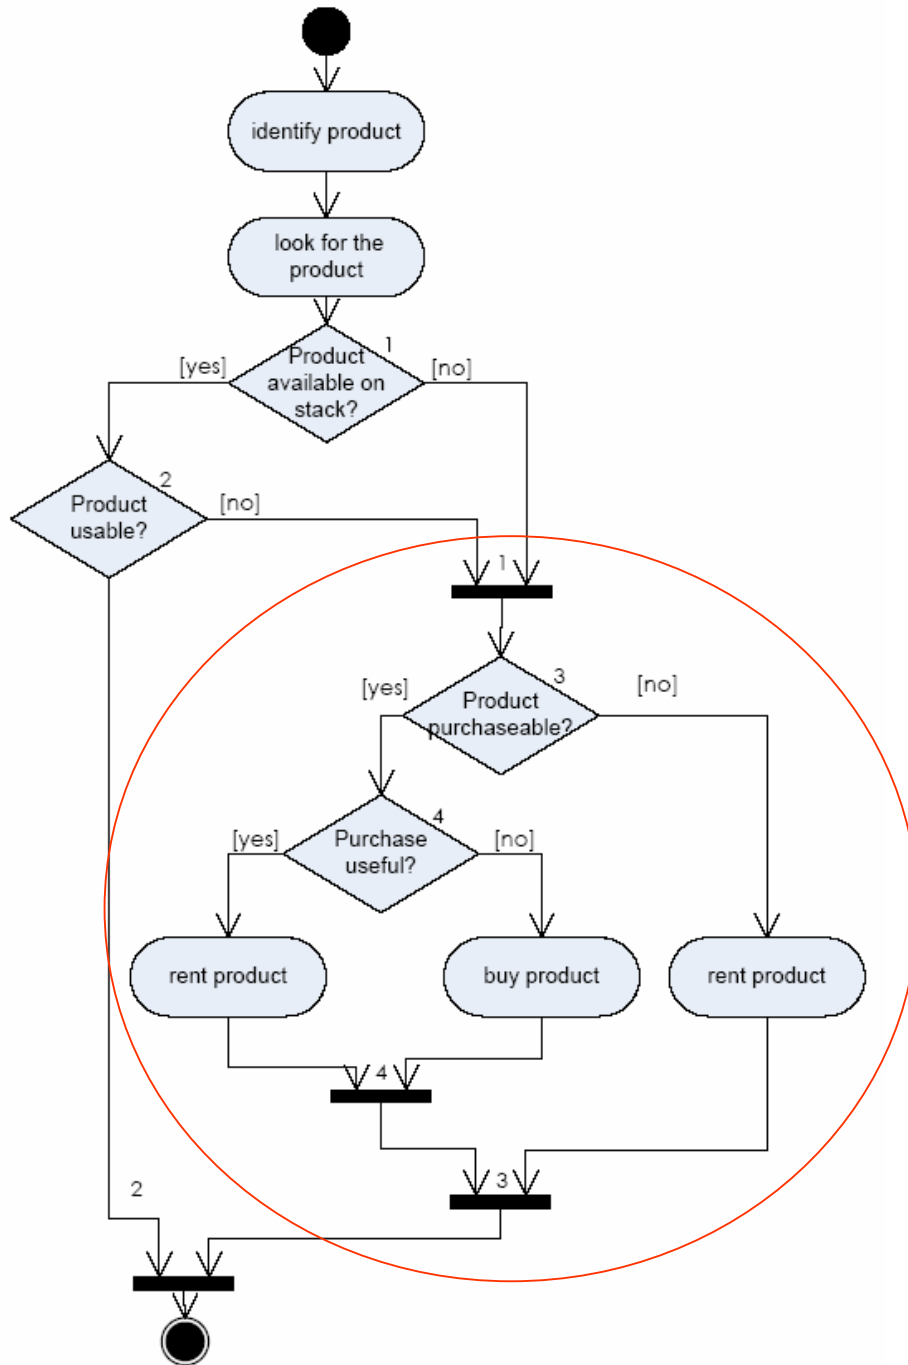 identify product
look for the
product
1
Product
available on
stack?
[yes]
[no]
2
Product
usable?
[no]
1
3
Product
purchaseable?
[yes]
[no]
4
Purchase
useful?
[yes]
[no]
rent product
buy product
rent product
4
3
2